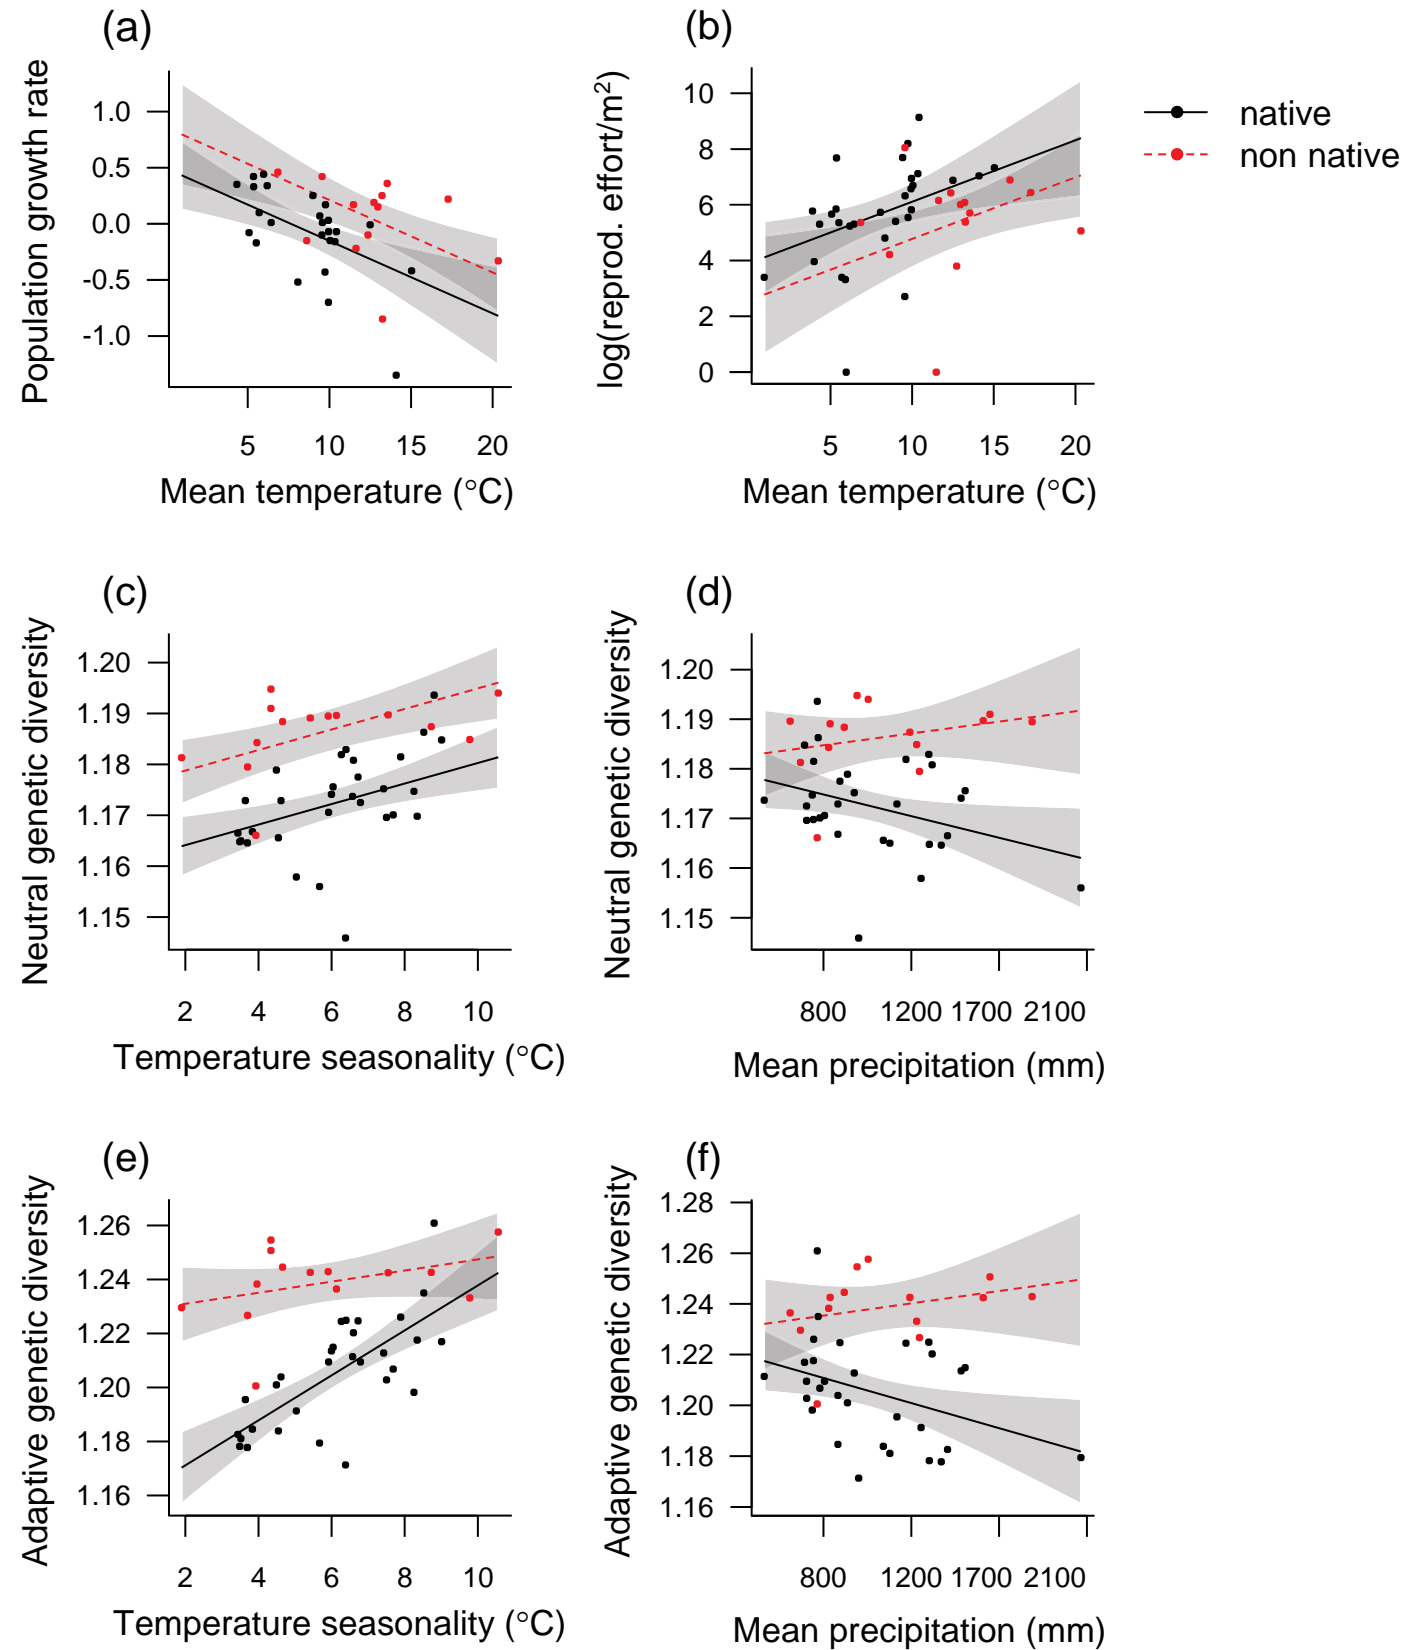 (a)
Population growth rate
1.0
0.5
0.0
-0.5
-1.0
5 10 15 20
Mean temperature (°C)
(b)
log(reprod. effort/m²)
10
8
6
4
2
0
5 10 15 20
Mean temperature (°C)
native
non native
(c)
Neutral genetic diversity
1.20
1.19
1.18
1.17
1.16
1.15
2 4 6 8 10
Temperature seasonality (°C)
(d)
Neutral genetic diversity
1.20
1.19
1.18
1.17
1.16
1.15
800 1200 1700 2100
Mean precipitation (mm)
(e)
Adaptive genetic diversity
1.26
1.24
1.22
1.20
1.18
1.16
2 4 6 8 10
Temperature seasonality (°C)
(f)
Adaptive genetic diversity
1.28
1.26
1.24
1.22
1.20
1.18
1.16
800 1200 1700 2100
Mean precipitation (mm)